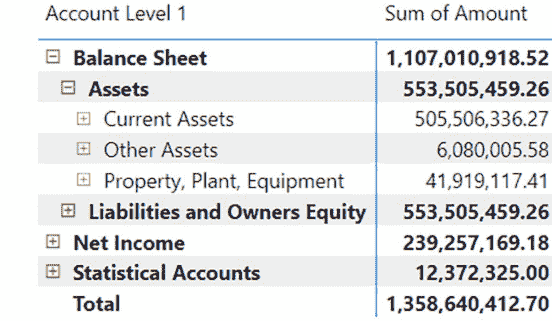 Account Level 1 Sum of Amount
Balance Sheet 1,107,010,918.52
Assets 553,505,459.26
Current Assets 505,506,336.27
Other Assets 6,080,005.58
Property, Plant, Equipment 41,919,117.41
Liabilities and Owners Equity 553,505,459.26
Net Income 239,257,169.18
Statistical Accounts 12,372,325.00
Total 1,358,640,412.70